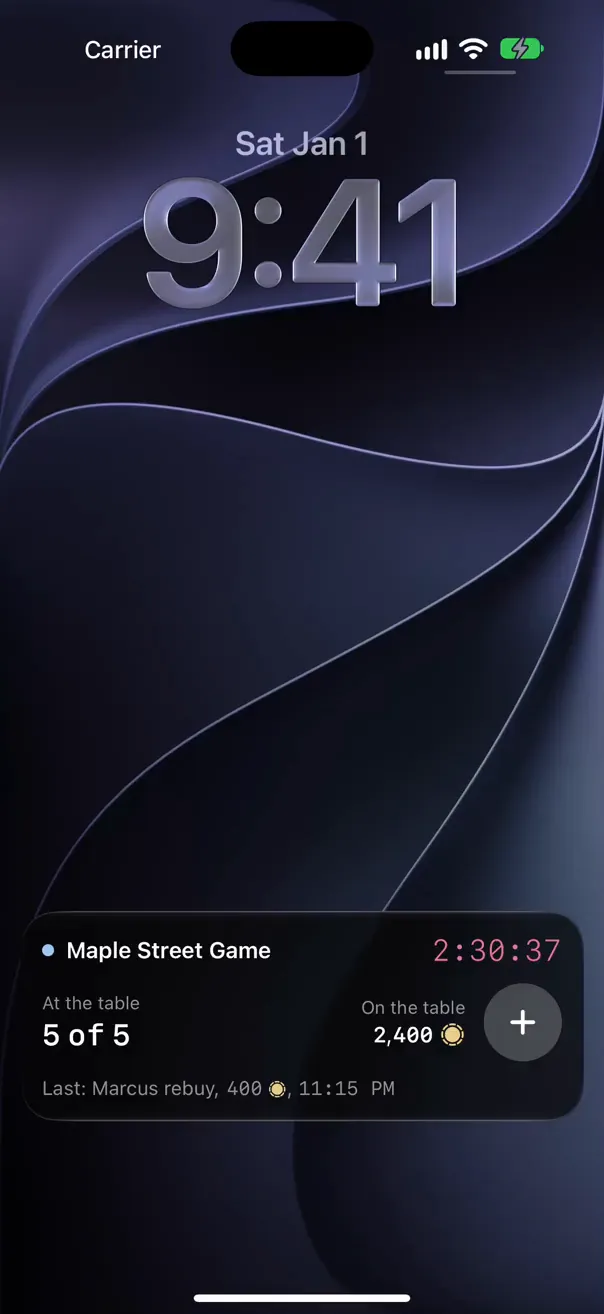 Carrier
Sat Jan 1
9:41
Maple Street Game
2:30:37
At the table
5 of 5
On the table
2,400
Last: Marcus rebuy, 400 , 11:15 PM